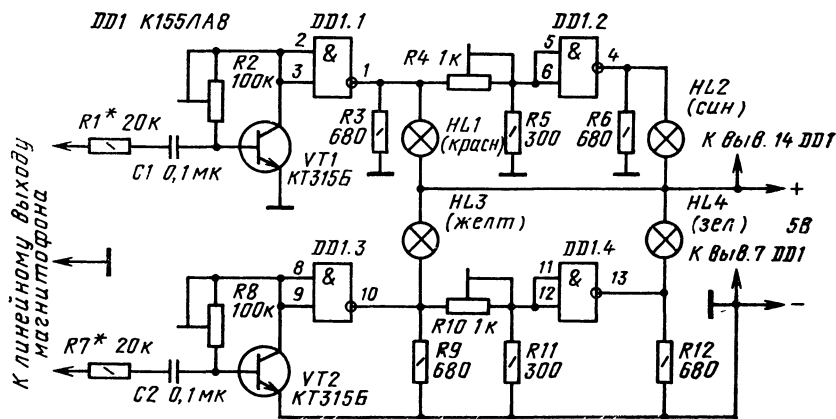 DD1 К155ЛА8
DD1.1
DD1.2
2
3
&
1
R4 1к
5
6
&
4
R2
100к
R3
680
HL1
(красн)
R5
300
R6
680
HL2
(син)
R1* 20к
C1 0,1мк
VT1
КТ315Б
К выв. 14 DD1
HL3
(желт)
HL4
(зел)
+
5В
К линейному выходу
магнитофона
DD1.3
DD1.4
К выв. 7 DD1
8
9
&
10
11
12
&
13
-
R8
100к
R10 1к
R7* 20к
C2 0,1мк
VT2
КТ315Б
R9
680
R11
300
R12
680